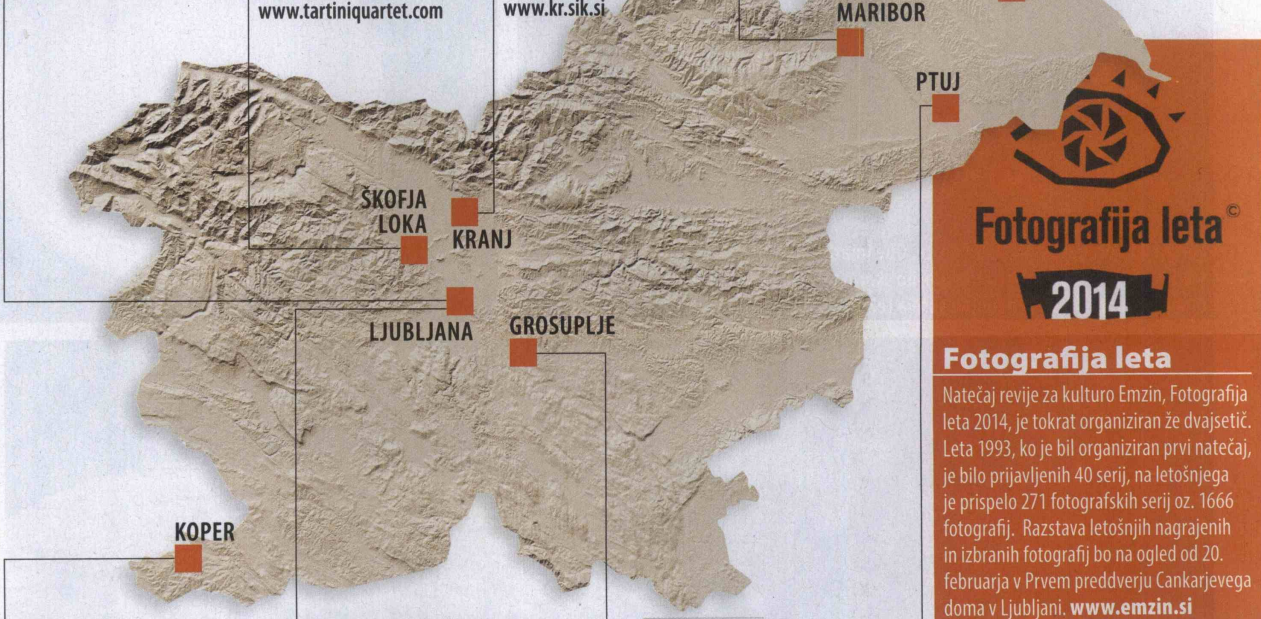 www.tartiniquartet.com
www.kr.sik.si
MARIBOR
PTUJ
ŠKOFJA
LOKA
KRANJ
LJUBLJANA
GROSUPLJE
KOPER
Fotografija leta©
2014
Fotografija leta
Natečaj revije za kulturo Emzin, Fotografija
leta 2014, je tokrat organiziran že dvajsetič.
Leta 1993, ko je bil organiziran prvi natečaj,
je bilo prijavljenih 40 serij, na letošnjega
je prispelo 271 fotografskih serij oz. 1666
fotografij. Razstava letošnjih nagrajenih
in izbranih fotografij bo na ogled od 20.
februarja v Prvem preddverju Cankarjevega
doma v Ljubljani. www.emzin.si